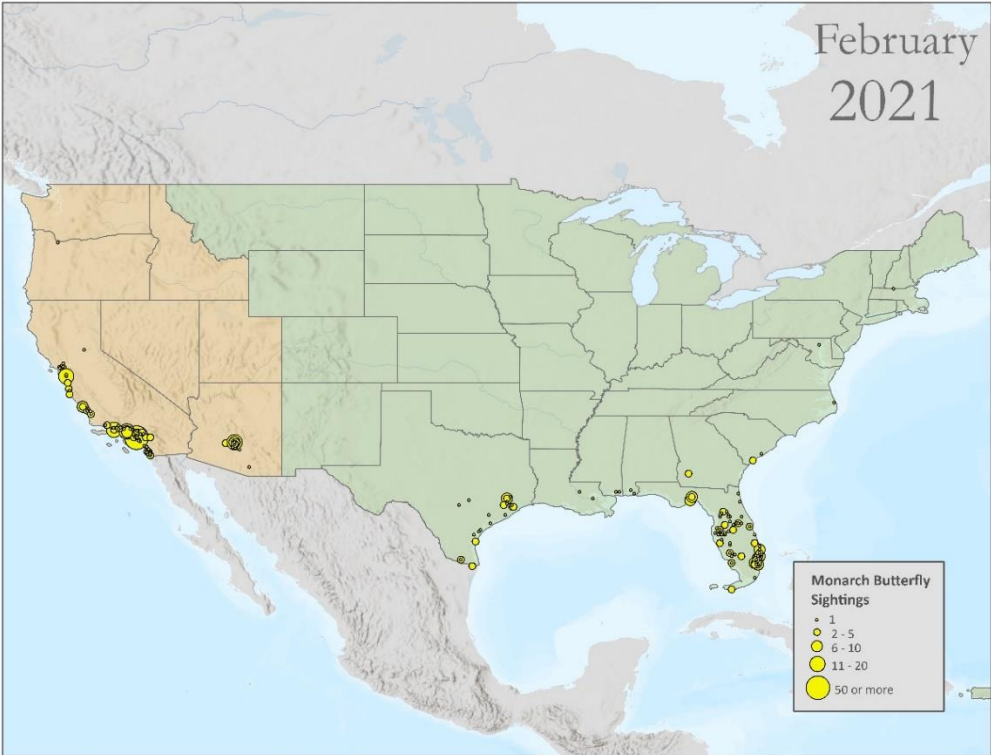 February
2021
Monarch Butterfly
Sightings
1
2 - 5
6 - 10
11 - 20
50 or more